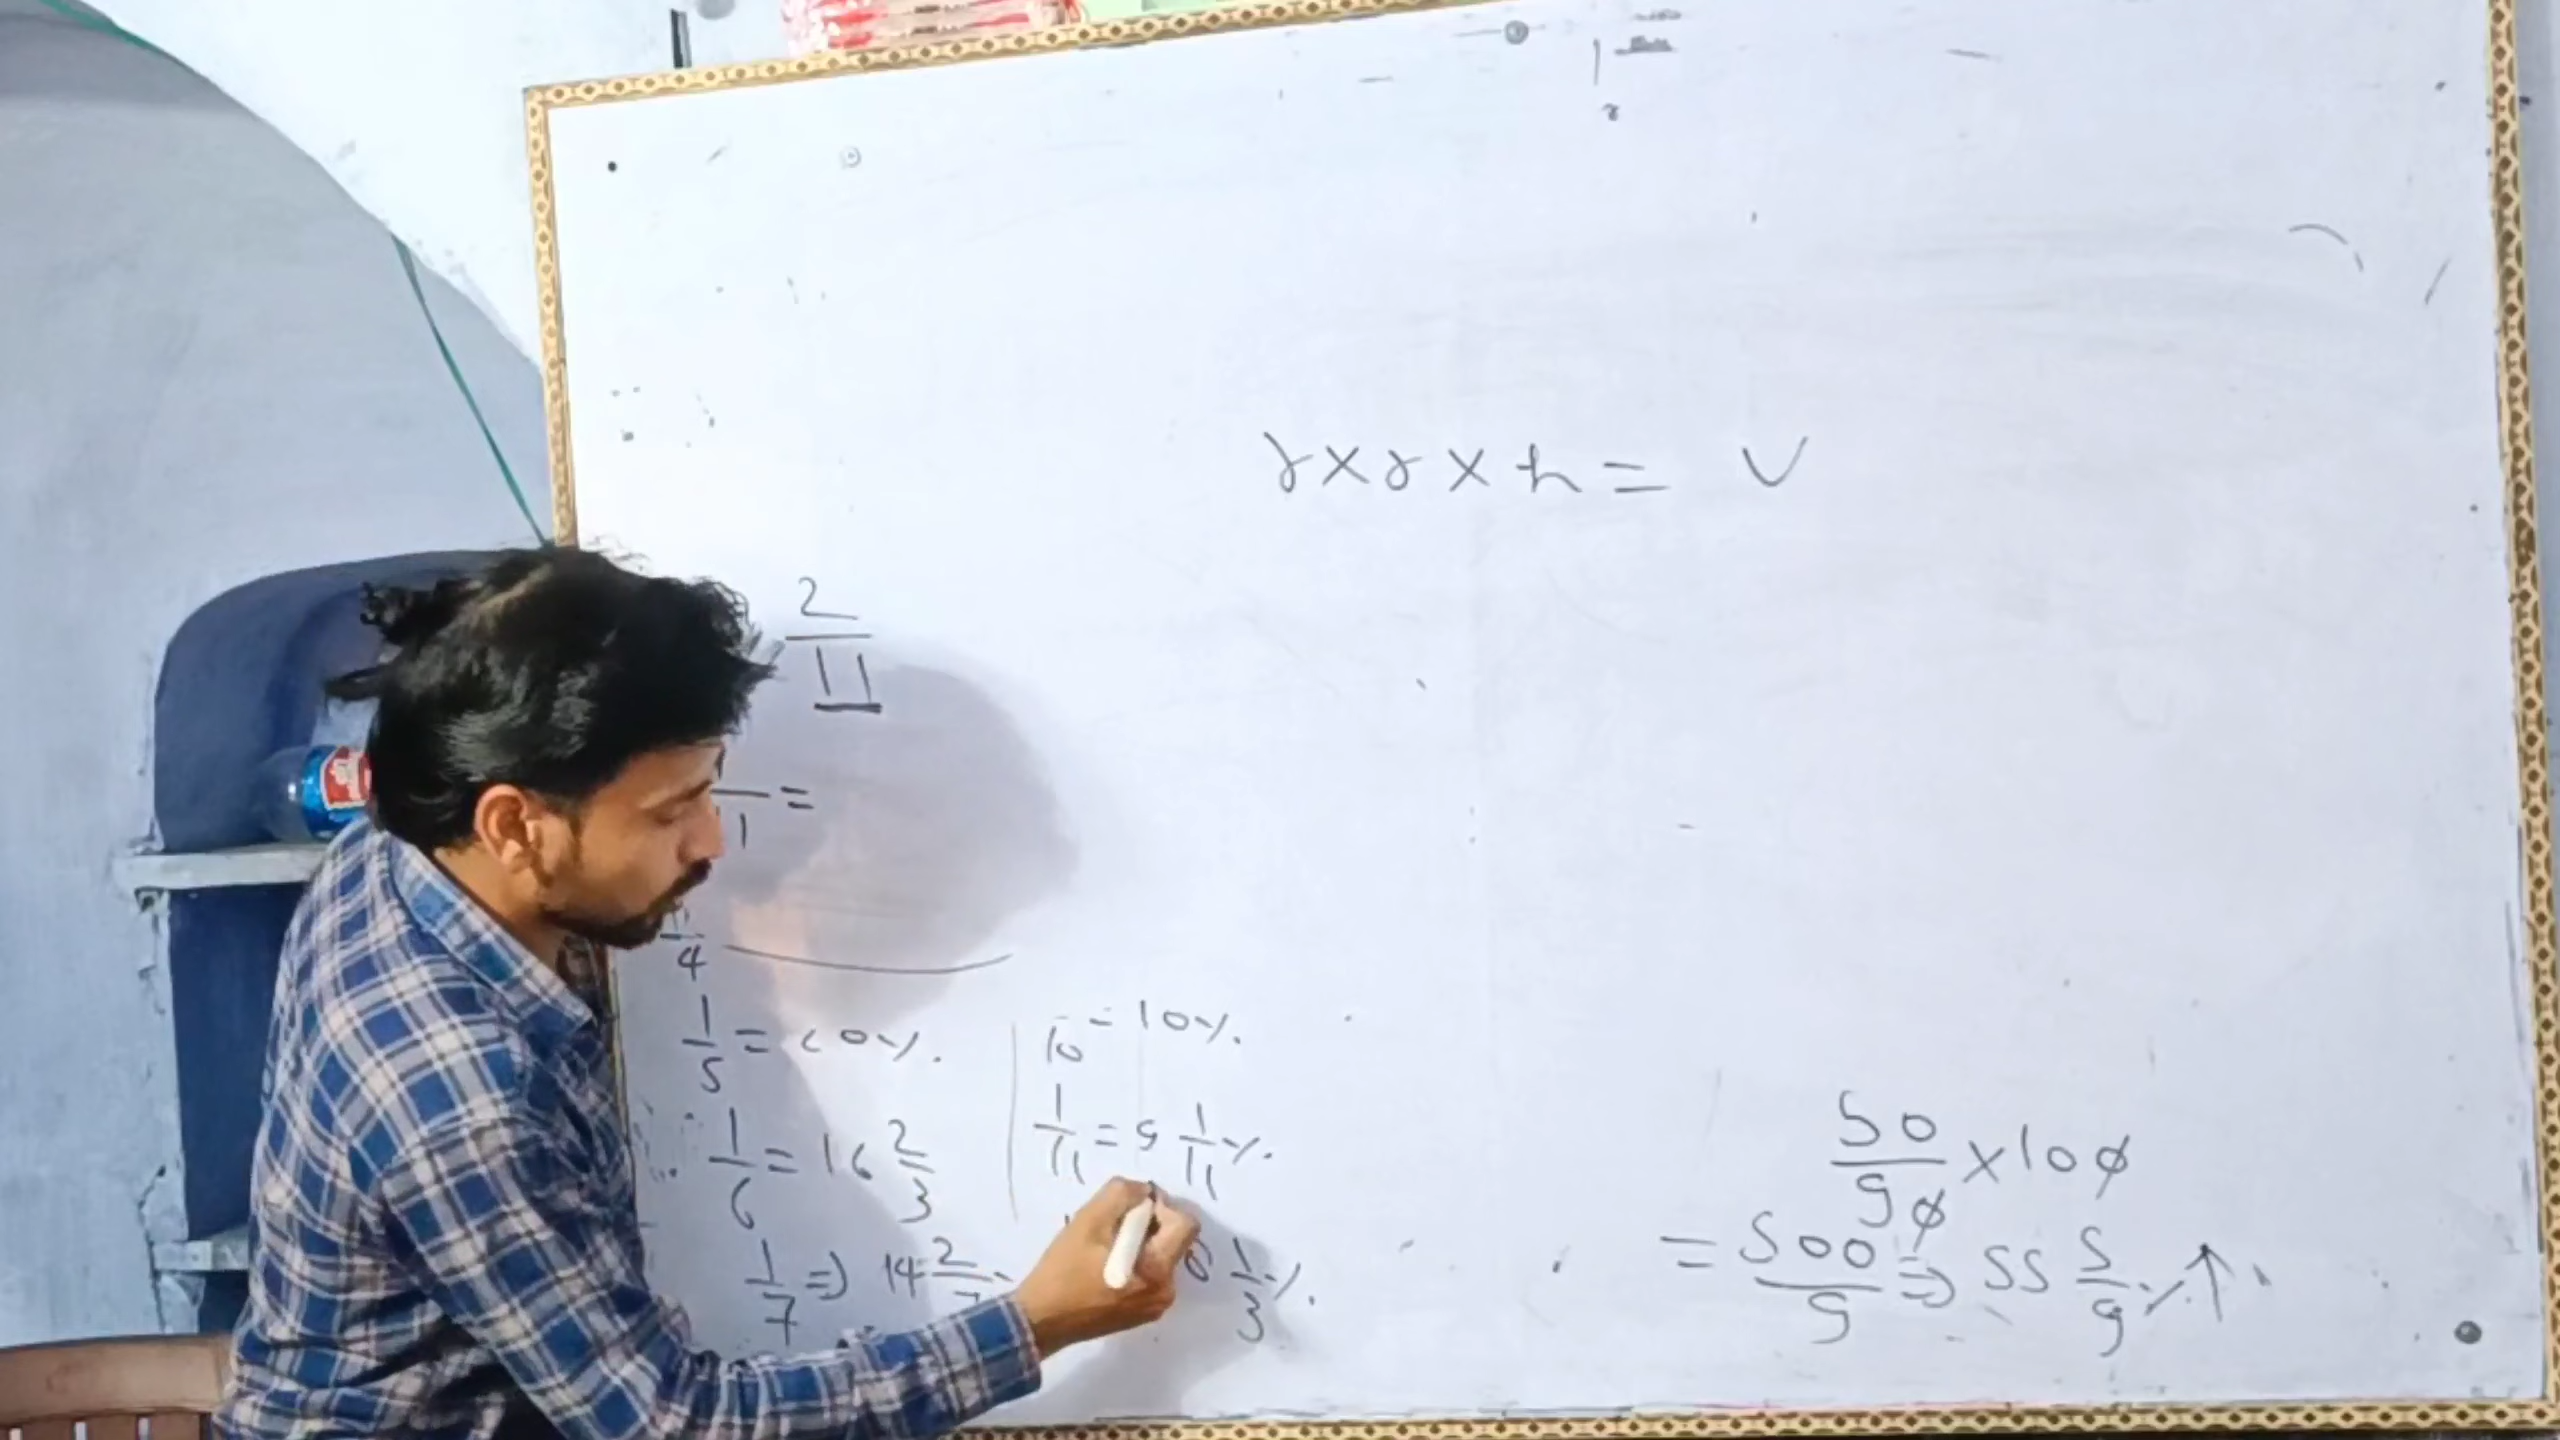 r × r × h = V
2/11
1 =
4
1/5 = 20%.
1/6 = 16 2/3
1/7 ⇒ 14 2/7
10 = 10%.
1/11 = 9 1/11 %.
1/3 %.
50/90 × 100
= 500/9 ⇒ 55 5/9 % ↑